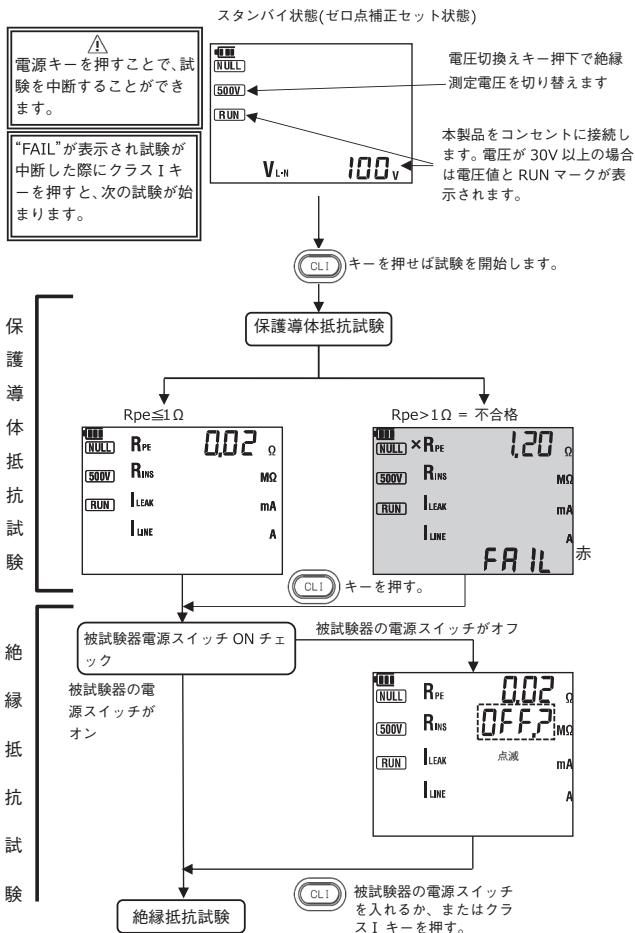 スタンバイ状態(ゼロ点補正セット状態)
電源キーを押すことで、試
験を中断することができ
ます。
“FAIL”が表示され試験が
中断した際にクラス I キ
ーを押すと、次の試験が始
まります。
NULL
500V
RUN
VL-N 100 V
電圧切換えキー押下で絶縁
測定電圧を切り替えます
本製品をコンセントに接続し
ます。電圧が 30V 以上の場合
は電圧値と RUN マークが表
示されます。
CLI キーを押せば試験を開始します。
保護導体抵抗試験
保護導体抵抗試験
Rpe≦1Ω
NULL RPE 0.02 Ω
500V RINS MΩ
RUN ILEAK mA
ILINE A
Rpe>1Ω = 不合格
NULL ×RPE 1.20 Ω
500V RINS MΩ
RUN ILEAK mA
ILINE A
FAIL
赤
CLI キーを押す。
絶縁抵抗試験
被試験器電源スイッチ ON チェ
ック
被試験器の電源スイッチがオフ
被試験器の電
源スイッチが
オン
NULL RPE 0.02 Ω
500V RINS OFF.? MΩ
点滅
RUN ILEAK mA
ILINE A
CLI
被試験器の電源スイッチ
を入れるか、またはクラ
ス I キーを押す。
絶縁抵抗試験